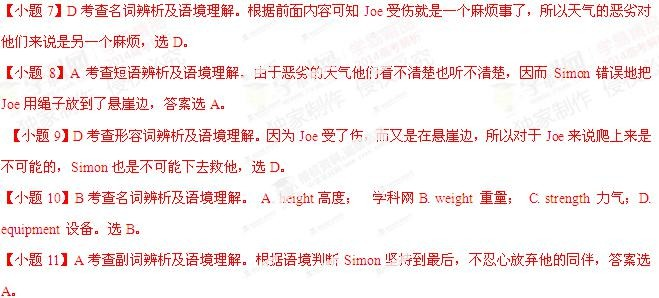 【小题 7】D 考查名词辨析及语境理解。根据前面内容可知 Joe 受伤就是一个麻烦事了，所以天气的恶劣对
他们来说是另一个麻烦，选 D。
【小题 8】A 考查短语辨析及语境理解。由于恶劣的天气他们看不清楚也听不清楚，因而 Simon 错误地把
Joe 用绳子放到了悬崖边，答案选 A。
【小题 9】D 考查形容词辨析及语境理解。因为 Joe 受了伤，而又是在悬崖边，所以对于 Joe 来说爬上来是
不可能的，Simon 也是不可能下去救他，选 D。
【小题 10】B 考查名词辨析及语境理解。 A. height 高度； 学科网 B. weight 重量； C. strength 力气；D.
equipment 设备。选 B。
【小题 11】A 考查副词辨析及语境理解。根据语境判断 Simon 坚持到最后，不忍心放弃他的同伴，答案选
A。